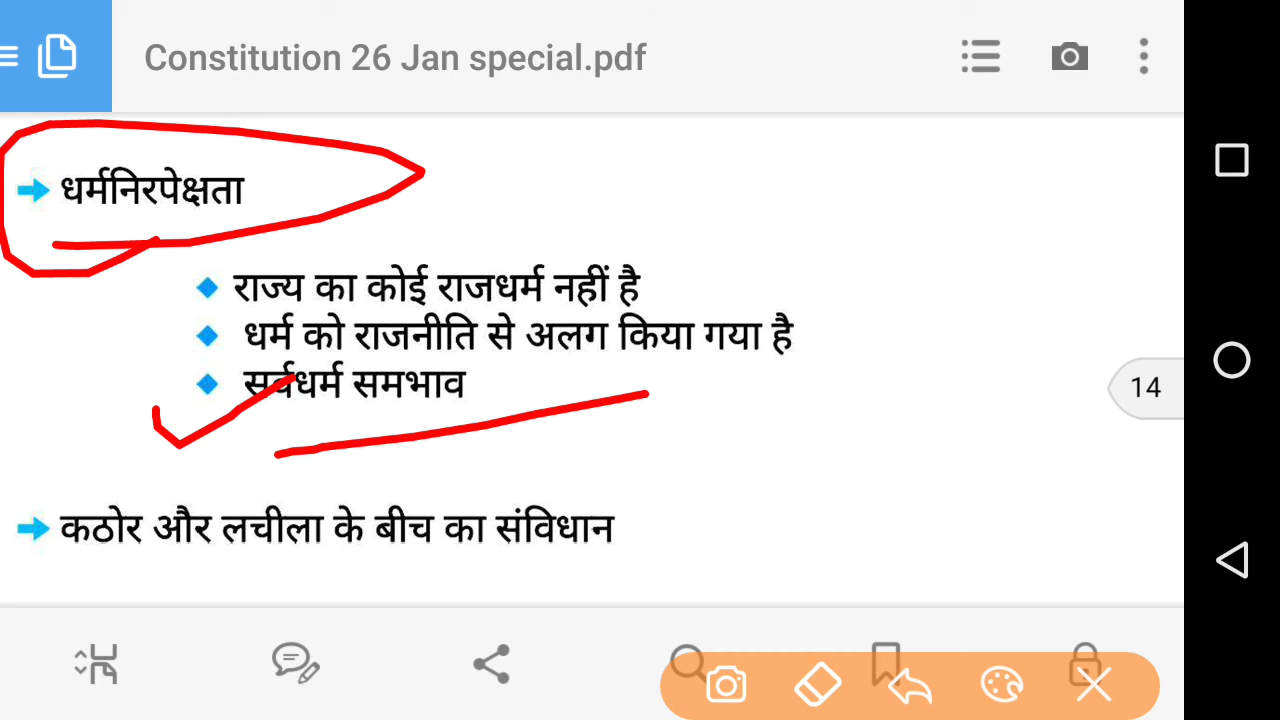 Constitution 26 Jan special.pdf
धर्मनिरपेक्षता
राज्य का कोई राजधर्म नहीं है
धर्म को राजनीति से अलग किया गया है
सर्वधर्म समभाव
14
कठोर और लचीला के बीच का संविधान